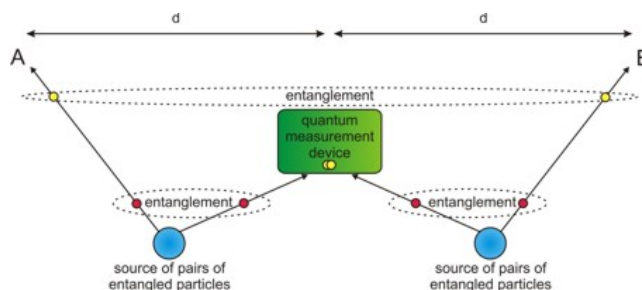 d d
A B
entanglement
quantum
measurement
device
entanglement entanglement
source of pairs of source of pairs of
entangled particles entangled particles